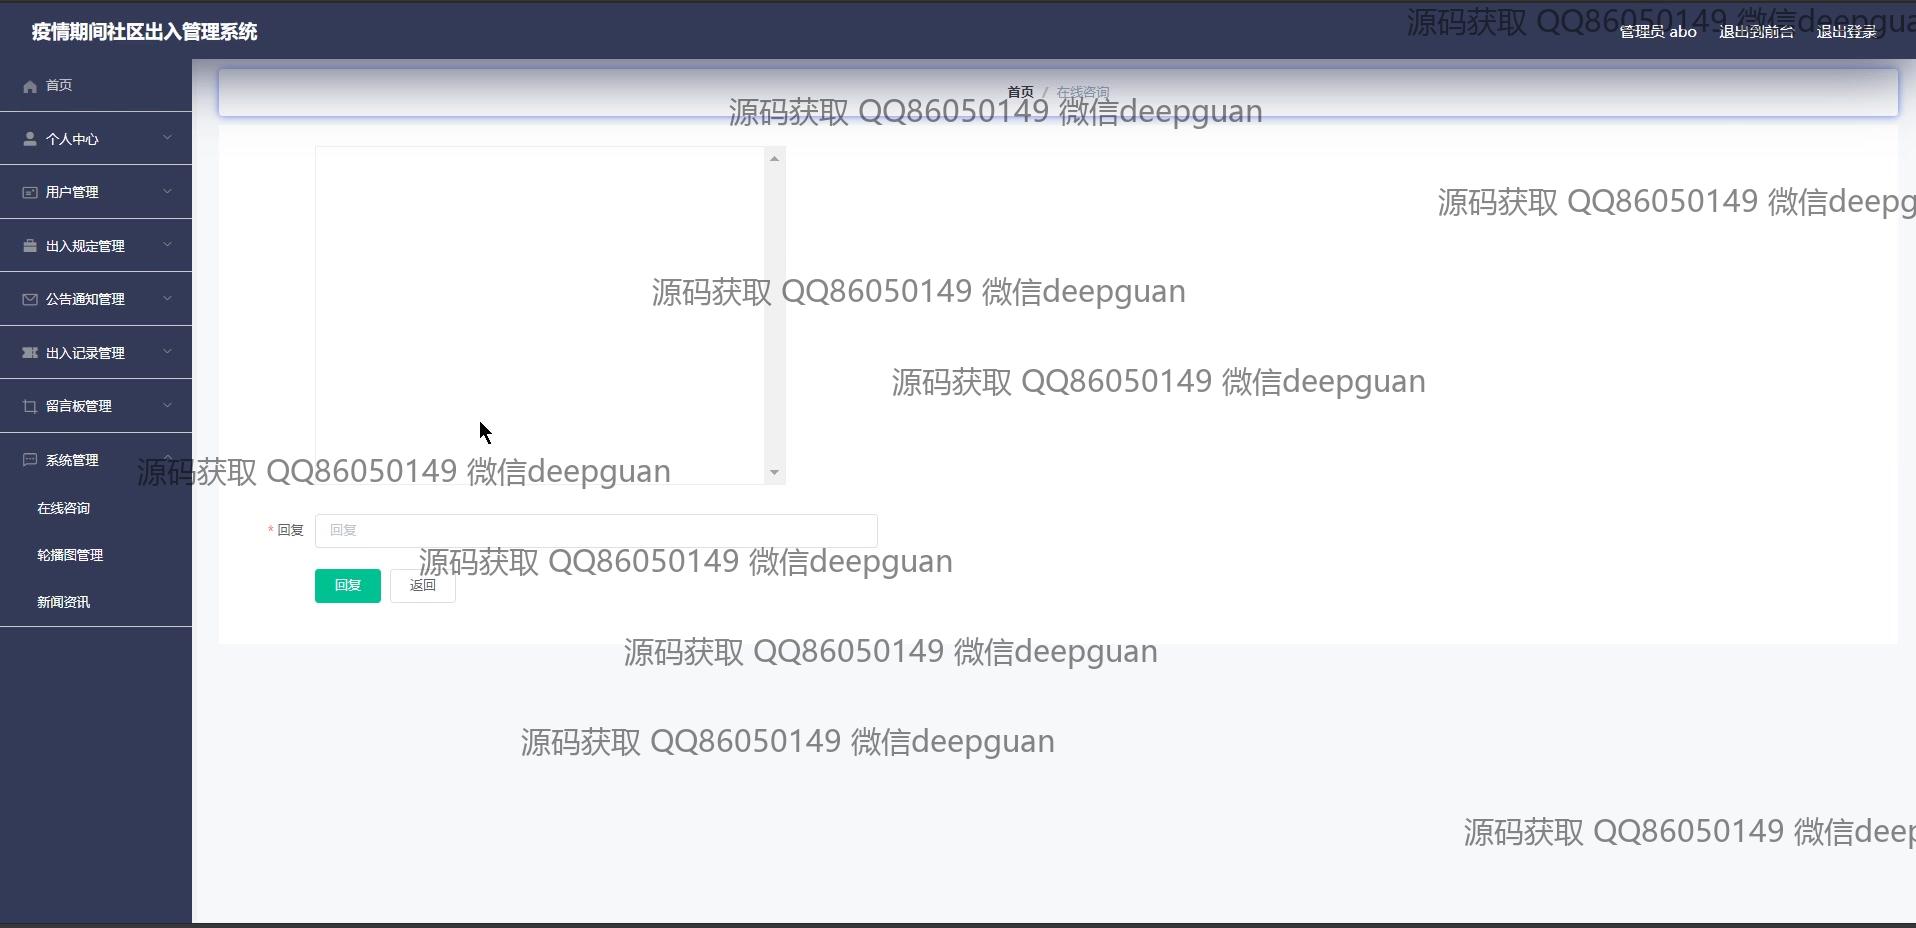 疫情期间社区出入管理系统
源码获取 QQ86050149 微信deepgua
管理员 abo 退出到前台 退出登录
首页
首页 / 在线咨询
源码获取 QQ86050149 微信deepguan
个人中心
用户管理
源码获取 QQ86050149 微信deepg
出入规定管理
公告通知管理
源码获取 QQ86050149 微信deepguan
出入记录管理
源码获取 QQ86050149 微信deepguan
留言板管理
系统管理
源码获取 QQ86050149 微信deepguan
在线咨询
* 回复 回复
轮播图管理
源码获取 QQ86050149 微信deepguan
回复 返回
新闻资讯
源码获取 QQ86050149 微信deepguan
源码获取 QQ86050149 微信deepguan
源码获取 QQ86050149 微信deep